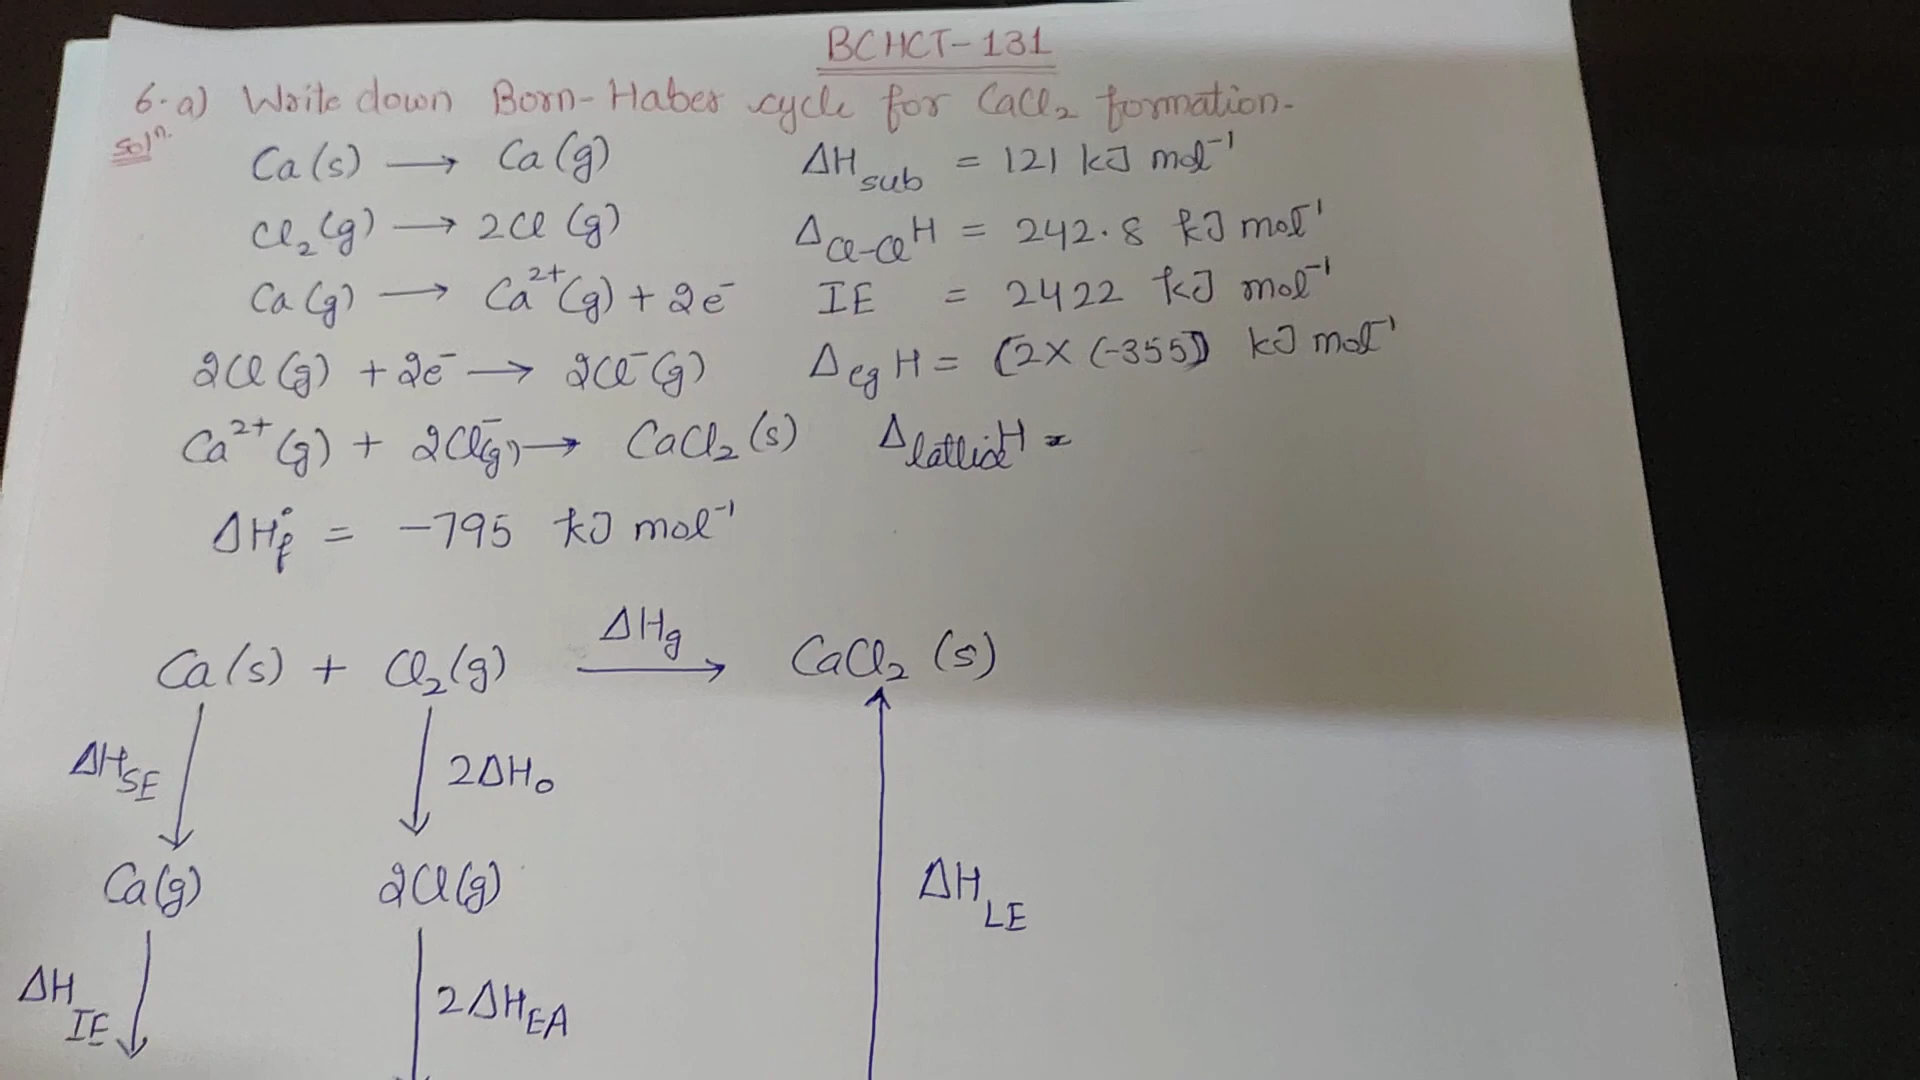 BCHCT-131
6.a) Write down Born-Haber cycle for CaCl₂ formation.
Solⁿ.
Ca(s) → Ca(g) ΔH_sub = 121 kJ mol⁻¹
Cl₂(g) → 2Cl(g) Δ_Cl-Cl H = 242.8 kJ mol⁻¹
Ca(g) → Ca²⁺(g) + 2e⁻ IE = 2422 kJ mol⁻¹
2Cl(g) + 2e⁻ → 2Cl⁻(g) Δ_eg H = (2×(-355)) kJ mol⁻¹
Ca²⁺(g) + 2Cl⁻(g) → CaCl₂(s) Δ_lattice H =
ΔH°_f = -795 kJ mol⁻¹
ΔHg
Ca(s) + Cl₂(g) → CaCl₂(s)
ΔH_SE 2ΔH₀
Ca(g) 2Cl(g) ΔH_LE
ΔH_IE 2ΔH_EA